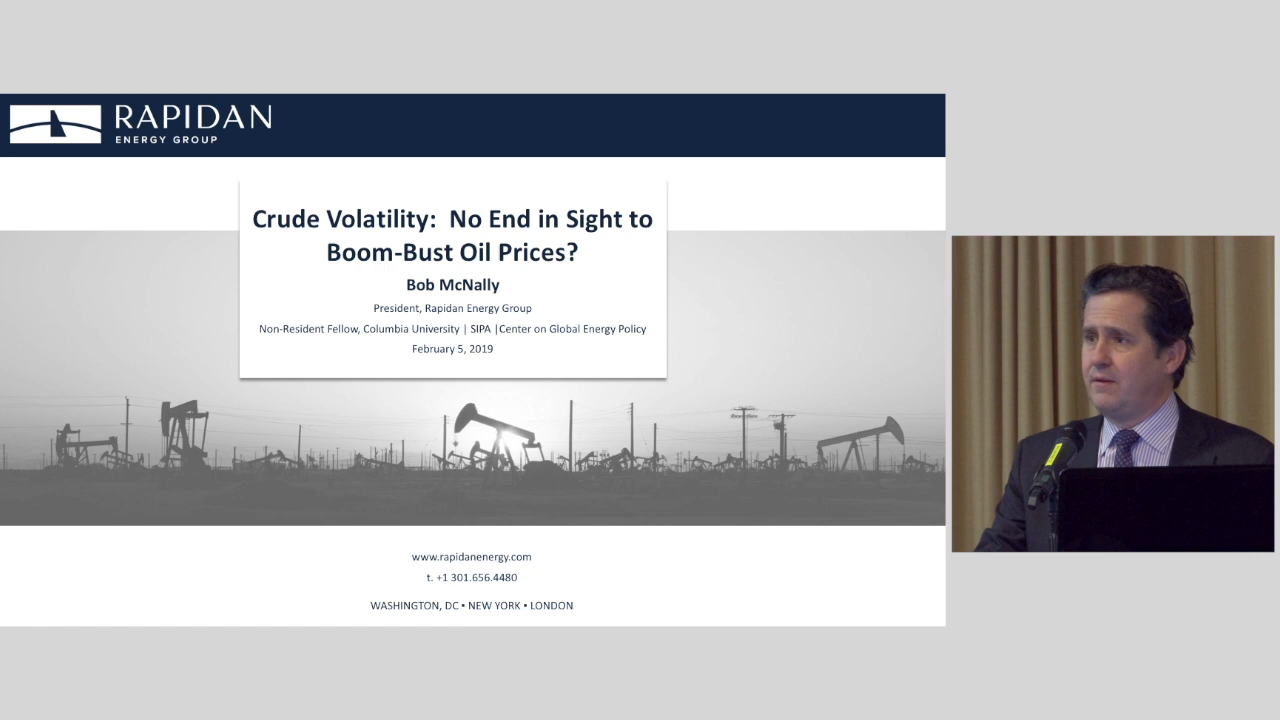 RAPIDAN
ENERGY GROUP
Crude Volatility:  No End in Sight to
Boom-Bust Oil Prices?
Bob McNally
President, Rapidan Energy Group
Non-Resident Fellow, Columbia University | SIPA |Center on Global Energy Policy
February 5, 2019
www.rapidanenergy.com
t. +1 301.656.4480
WASHINGTON, DC • NEW YORK • LONDON